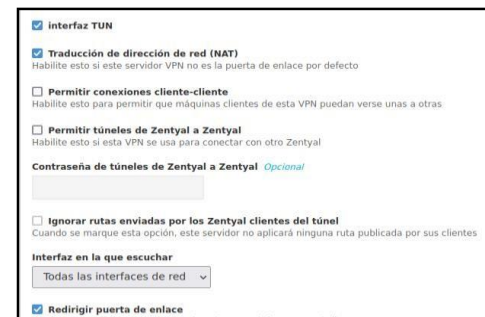 interfaz TUN
Traducción de dirección de red (NAT)
Habilite esto si este servidor VPN no es la puerta de enlace por defecto
Permitir conexiones cliente-cliente
Habilite esto para permitir que máquinas clientes de esta VPN puedan verse unas a otras
Permitir túneles de Zentyal a Zentyal
Habilite esto si esta VPN se usa para conectar con otro Zentyal
Contraseña de túneles de Zentyal a Zentyal Opcional
Ignorar rutas enviadas por los Zentyal clientes del túnel
Cuando se marque esta opción, este servidor no aplicará ninguna ruta publicada por sus clientes
Interfaz en la que escuchar
Todas las interfaces de red
Redirigir puerta de enlace